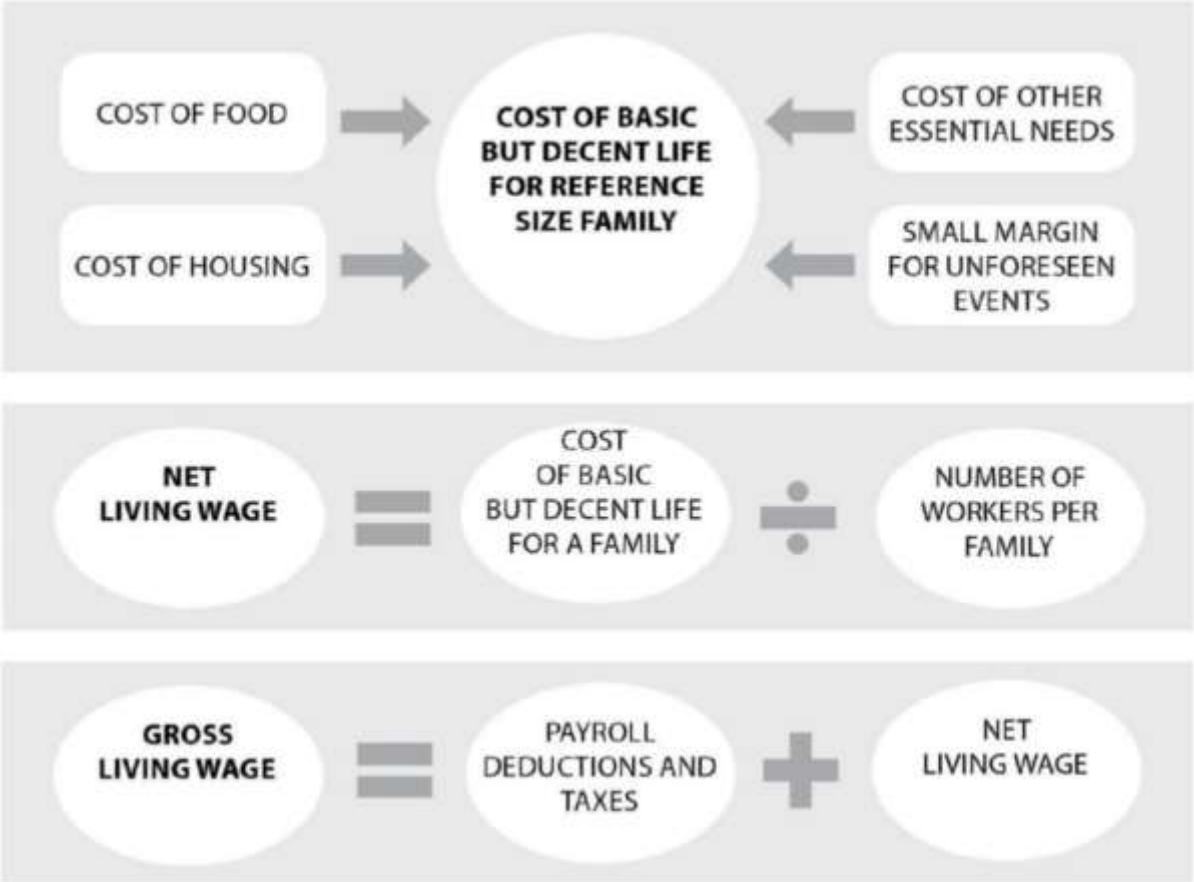 COST OF FOOD
COST OF HOUSING
COST OF BASIC
BUT DECENT LIFE
FOR REFERENCE
SIZE FAMILY
COST OF OTHER
ESSENTIAL NEEDS
SMALL MARGIN
FOR UNFORESEEN
EVENTS
NET
LIVING WAGE
COST
OF BASIC
BUT DECENT LIFE
FOR A FAMILY
NUMBER OF
WORKERS PER
FAMILY
GROSS
LIVING WAGE
PAYROLL
DEDUCTIONS AND
TAXES
NET
LIVING WAGE